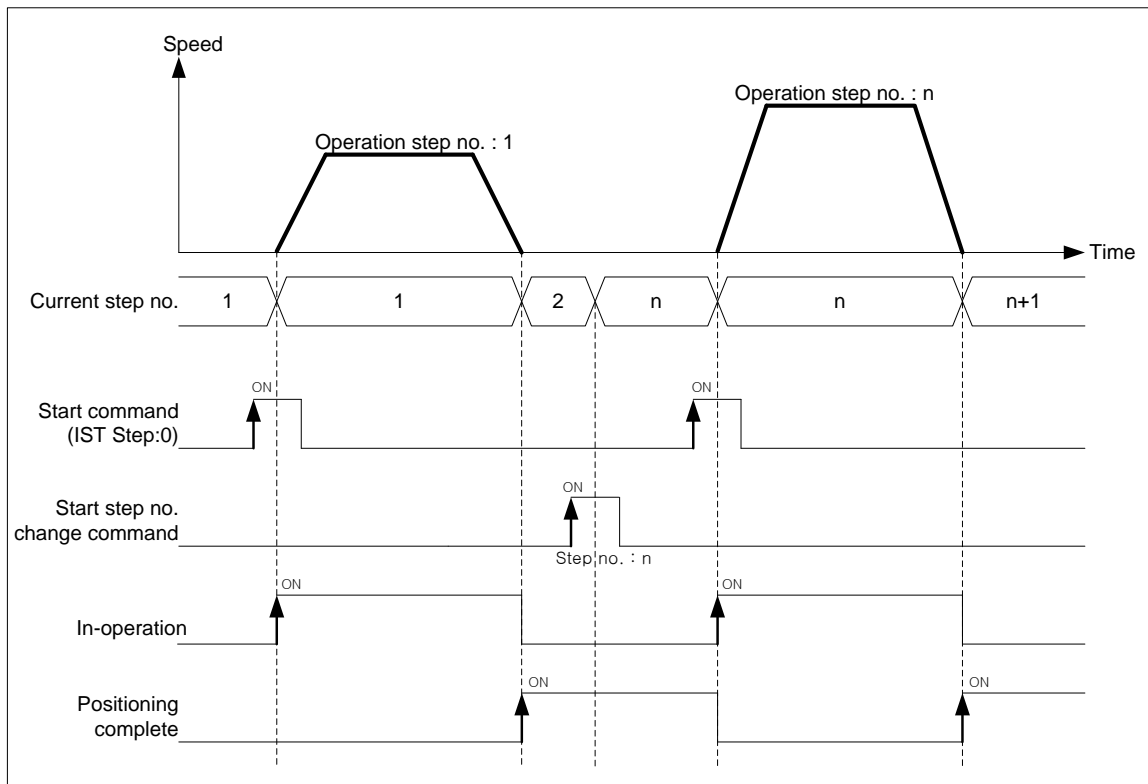 Speed
Operation step no. : n
Operation step no. : 1
Time
Current step no.
1
1
2
n
n
n+1
ON
ON
Start command
(IST Step:0)
ON
Start step no.
change command
Step no. : n
ON
ON
In-operation
ON
ON
Positioning
complete